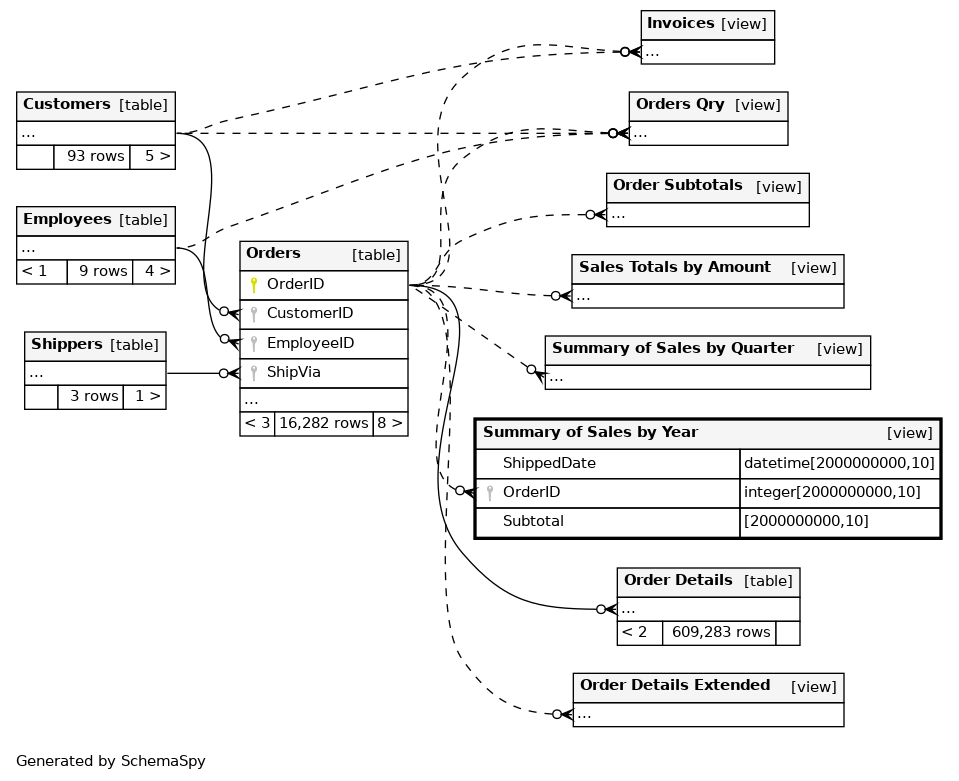 Invoices [view]
...
Customers [table]
...
93 rows 5 >
Orders Qry [view]
...
Order Subtotals [view]
...
Employees [table]
...
< 1 9 rows 4 >
Orders [table]
OrderID
CustomerID
EmployeeID
ShipVia
...
< 3 16,282 rows 8 >
Sales Totals by Amount [view]
...
Shippers [table]
...
3 rows 1 >
Summary of Sales by Quarter [view]
...
Summary of Sales by Year [view]
ShippedDate datetime[2000000000,10]
OrderID integer[2000000000,10]
Subtotal [2000000000,10]
Order Details [table]
...
< 2 609,283 rows
Order Details Extended [view]
...
Generated by SchemaSpy